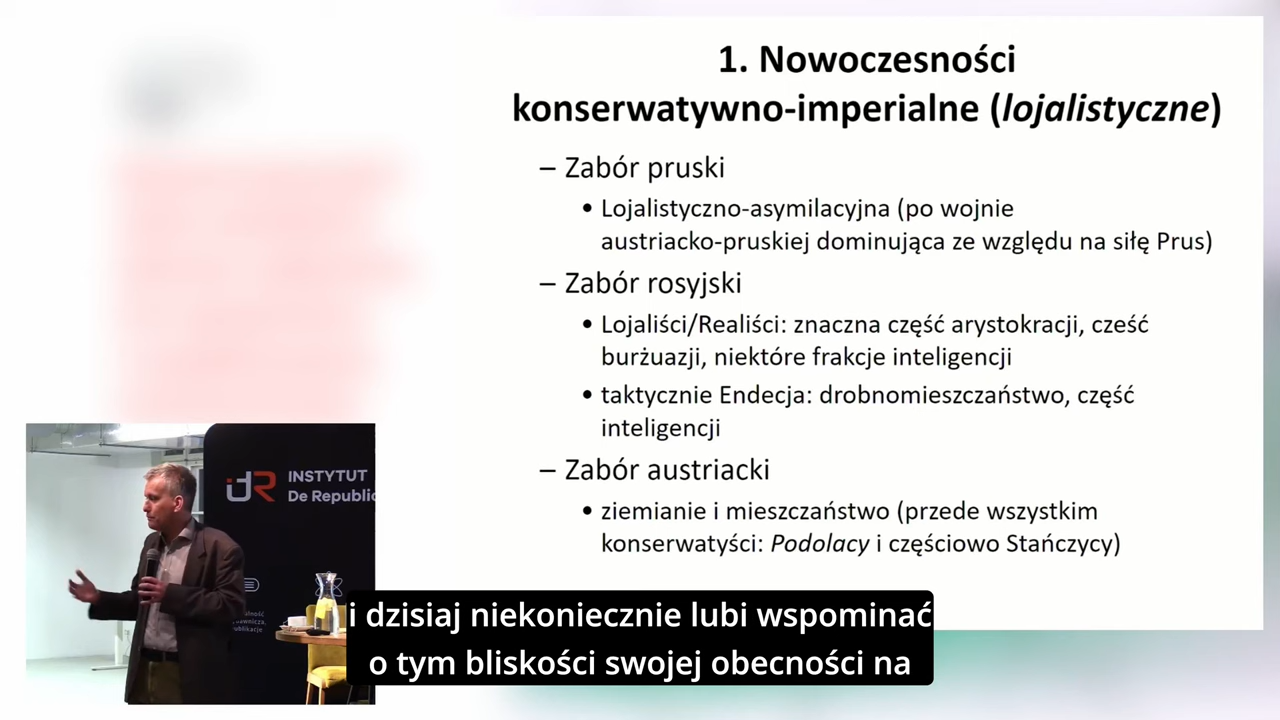 1. Nowoczesności
konserwatywno-imperialne (lojalistyczne)
– Zabór pruski
• Lojalistyczno-asymilacyjna (po wojnie
austriacko-pruskiej dominująca ze względu na siłę Prus)
– Zabór rosyjski
• Lojaliści/Realiści: znaczna część arystokracji, cześć
burżuazji, niektóre frakcje inteligencji
• taktycznie Endecja: drobnomieszczaństwo, część
inteligencji
– Zabór austriacki
• ziemianie i mieszczaństwo (przede wszystkim
konserwatyści: Podolacy i częściowo Stańczycy)
idR INSTYTUT
De Republic
i dzisiaj niekoniecznie lubi wspominać
o tym bliskości swojej obecności na